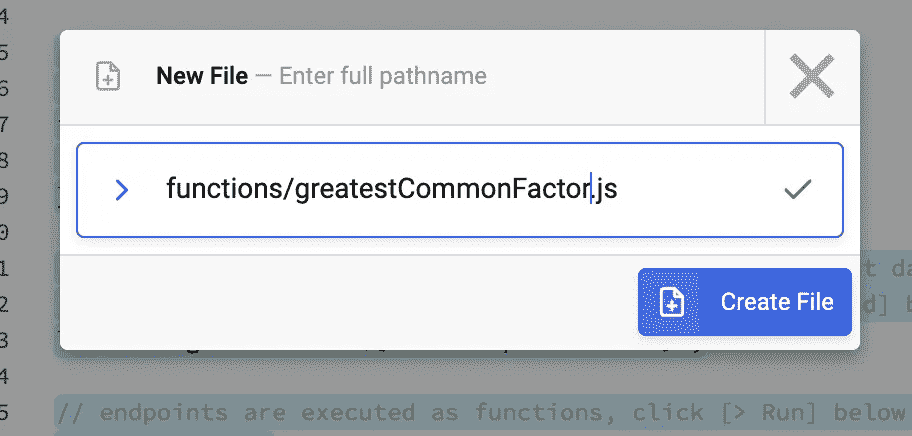 4
5
6
New File — Enter full pathname
7
8
9
functions/greatestCommonFactor.js
0
1
t da
2
Create File
d] b
3
4
5
// endpoints are executed as functions, click [> Run] below